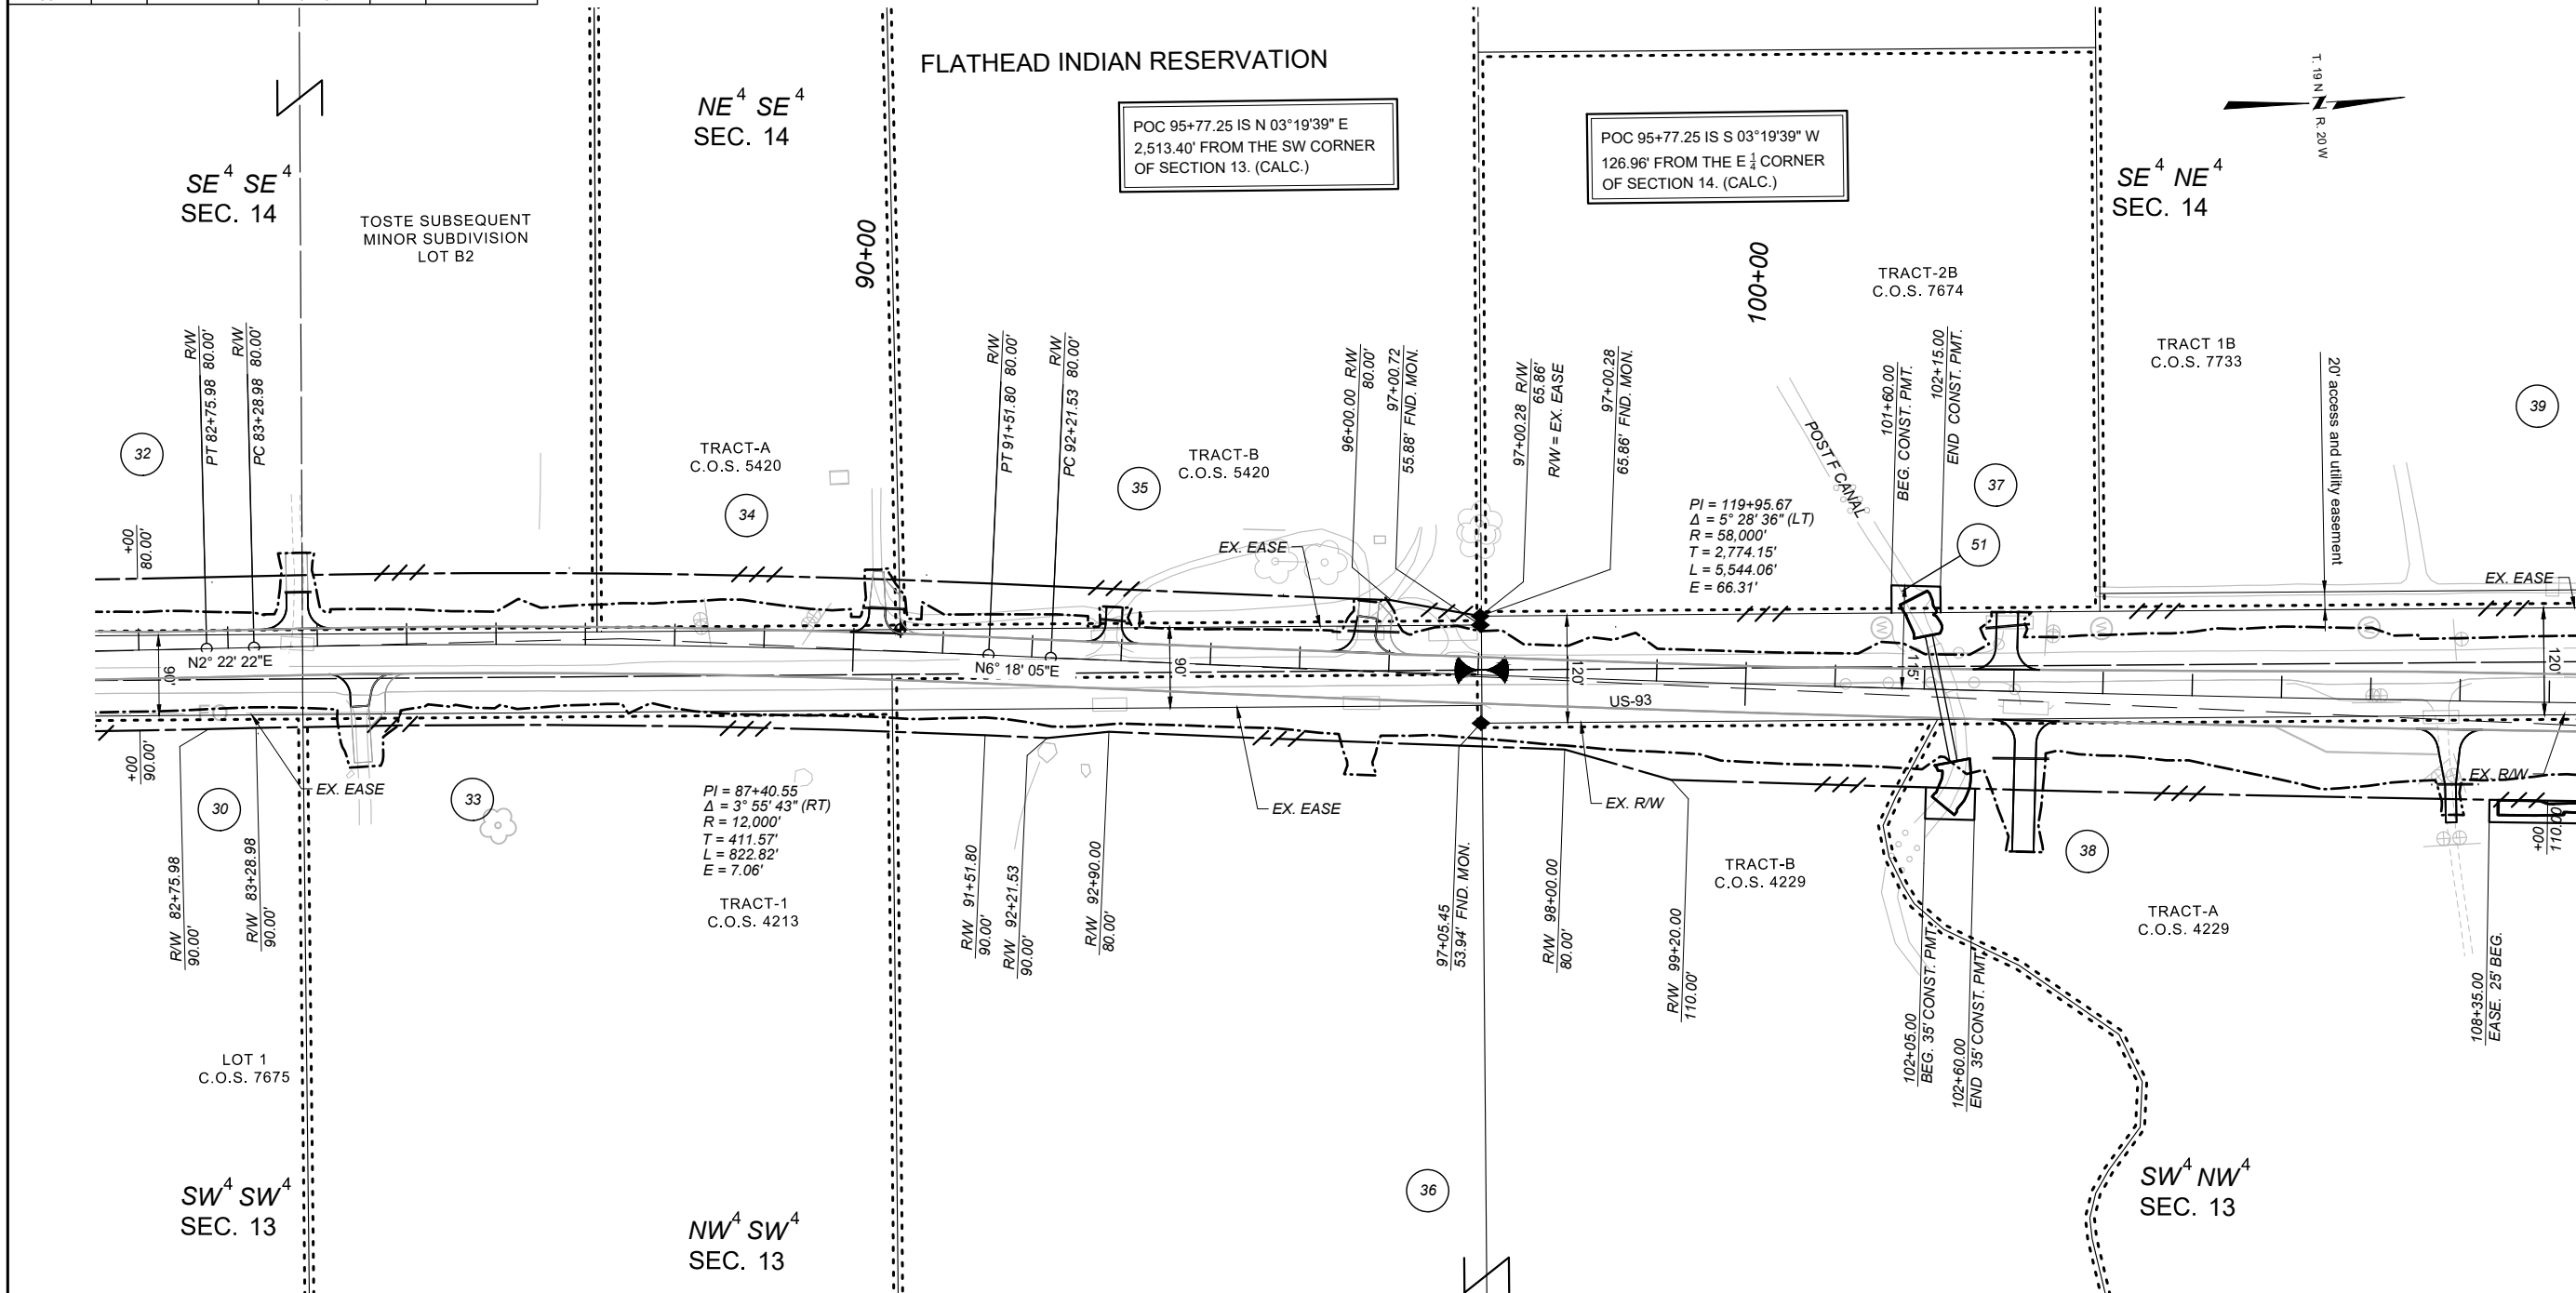 FLATHEAD INDIAN RESERVATION
NE⁴ SE⁴
SEC. 14
POC 95+77.25 IS N 03°19'39" E
2,513.40' FROM THE SW CORNER
OF SECTION 13. (CALC.)
POC 95+77.25 IS S 03°19'39" W
126.96' FROM THE E ¼ CORNER
OF SECTION 14. (CALC.)
T. 19 N
N
R. 20 W
SE⁴ SE⁴
SEC. 14
SE⁴ NE⁴
SEC. 14
TOSTE SUBSEQUENT
MINOR SUBDIVISION
LOT B2
90+00
100+00
TRACT-2B
C.O.S. 7674
TRACT 1B
C.O.S. 7733
20' access and utility easement
R/W
PT 82+75.98 80.00'
R/W
PC 83+28.98 80.00'
R/W
PT 91+51.80 80.00'
R/W
PC 92+21.53 80.00'
96+00.00 R/W
80.00'
97+00.72
55.88' FND. MON.
97+00.28 R/W
65.86'
R/W = EX. EASE
97+00.28
65.86' FND. MON.
101+60.00
BEG. CONST. PMT.
102+15.00
END CONST. PMT.
32
34
35
37
39
51
TRACT-A
C.O.S. 5420
TRACT-B
C.O.S. 5420
POST F CANAL
PI = 119+95.67
Δ = 5° 28' 36" (LT)
R = 58,000'
T = 2,774.15'
L = 5,544.06'
E = 66.31'
+00
80.00'
EX. EASE
EX. EASE
W
W
W
90'
N2° 22' 22"E
N6° 18' 05"E
90'
120'
115'
120'
US-93
+00
90.00'
EX. EASE
EX. EASE
EX. R/W
EX. R/W
+00
110.00'
30
33
PI = 87+40.55
Δ = 3° 55' 43" (RT)
R = 12,000'
T = 411.57'
L = 822.82'
E = 7.06'
TRACT-1
C.O.S. 4213
R/W 82+75.98
90.00'
R/W 83+28.98
90.00'
R/W 91+51.80
90.00'
R/W 92+21.53
90.00'
R/W 92+90.00
80.00'
97+05.45
53.94' FND. MON.
R/W 98+00.00
80.00'
R/W 99+20.00
110.00'
TRACT-B
C.O.S. 4229
38
TRACT-A
C.O.S. 4229
102+05.00
BEG. 35' CONST. PMT.
102+60.00
END 35' CONST. PMT.
108+35.00
EASE. 25' BEG.
LOT 1
C.O.S. 7675
36
SW⁴ SW⁴
SEC. 13
NW⁴ SW⁴
SEC. 13
SW⁴ NW⁴
SEC. 13